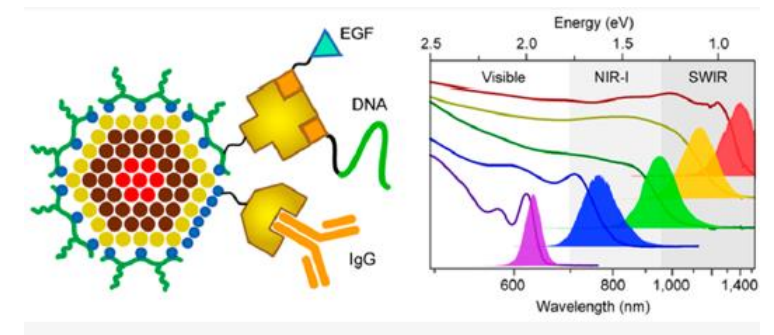 EGF
DNA
IgG
Energy (eV)
2.5 2.0 1.5 1.0
Visible NIR-I SWIR
600 800 1,000 1,400
Wavelength (nm)